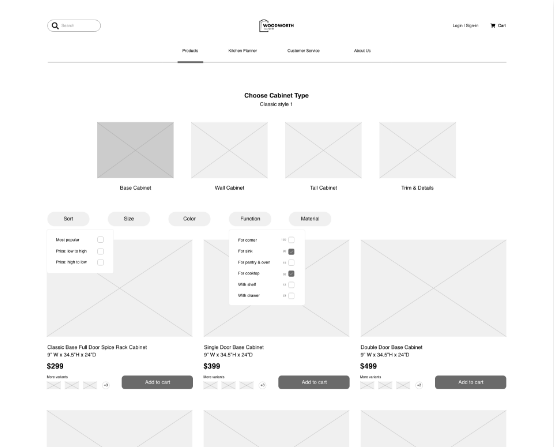 Search
WOODWORTH
Login / Signin
Cart
Products
Kitchen Planner
Customer Service
About Us
Choose Cabinet Type
Classic style 1
Base Cabinet
Wall Cabinet
Tall Cabinet
Trim & Details
Sort
Size
Color
Function
Material
Most popular
Price: low to high
Price: high to low
For corner
For sink
For pantry & oven
For cooktop
With shelf
With drawer
Classic Base Full Door Spice Rack Cabinet
9" W x 34.5"H x 24"D
$299
More variants
+3
Add to cart
Single Door Base Cabinet
9" W x 34.5"H x 24"D
$399
More variants
+3
Add to cart
Double Door Base Cabinet
9" W x 34.5"H x 24"D
$499
More variants
+3
Add to cart